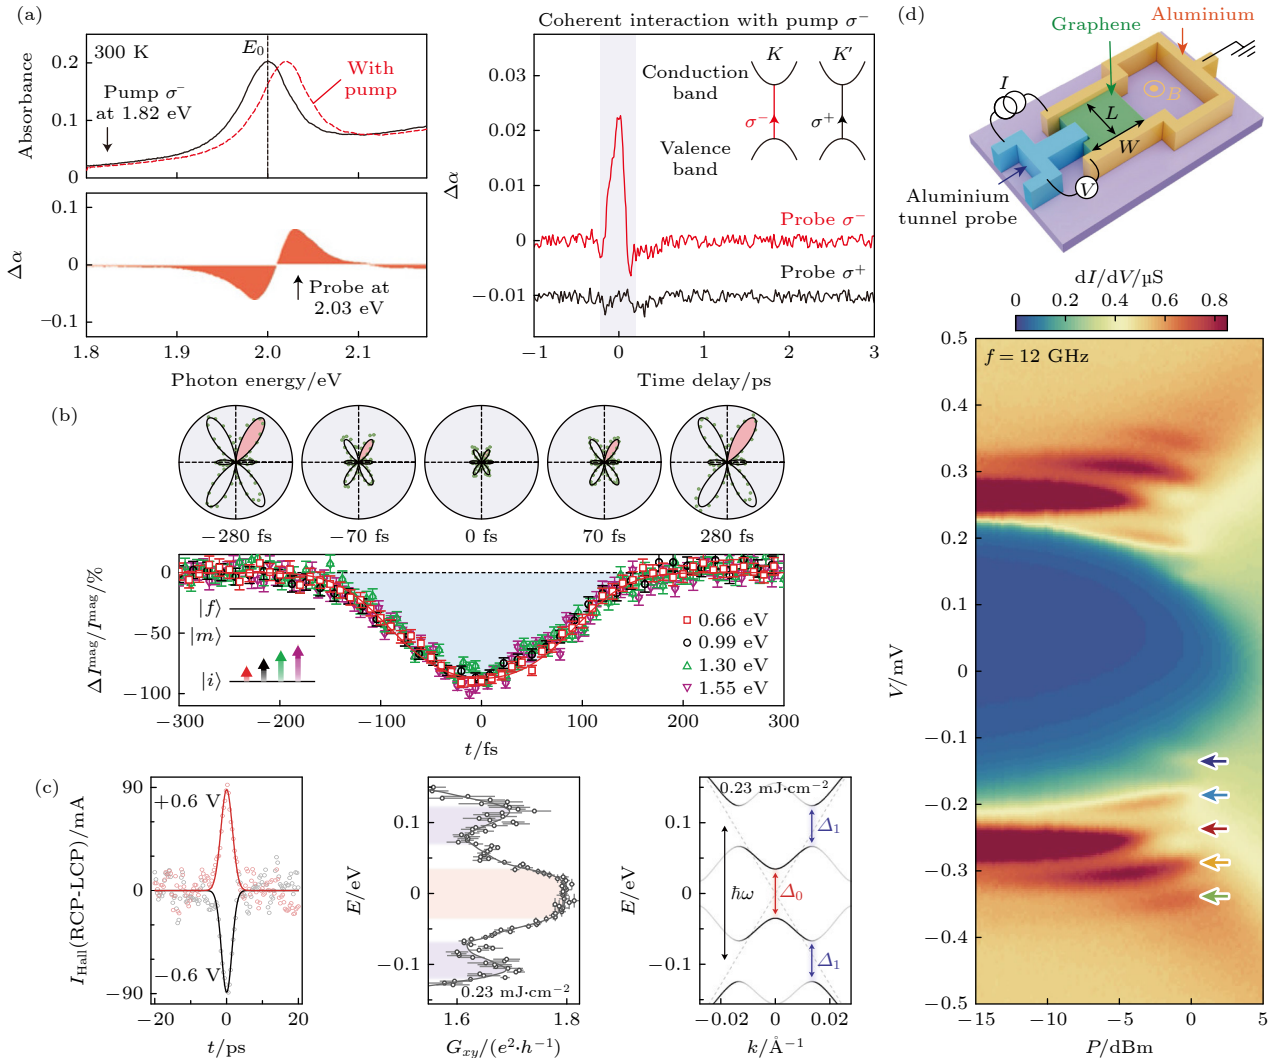 (a)
300 K
E₀
With
pump
Pump σ⁻
at 1.82 eV
Absorbance
0.2
0.1
0
0.1
0
−0.1
Δα
Probe at
2.03 eV
1.8
1.9
2.0
2.1
Photon energy/eV
Coherent interaction with pump σ⁻
0.03
0.02
0.01
0
−0.01
Δα
K
K′
Conduction
band
σ⁻
σ⁺
Valence
band
Probe σ⁻
Probe σ⁺
−1
0
1
2
3
Time delay/ps
(b)
−280 fs
−70 fs
0 fs
70 fs
280 fs
0
−50
−100
ΔI^mag/I^mag/%
|f⟩
|m⟩
|i⟩
0.66 eV
0.99 eV
1.30 eV
1.55 eV
−300
−200
−100
0
100
200
300
t/fs
(c)
90
0
−90
I_Hall(RCP-LCP)/mA
+0.6 V
−0.6 V
−20
0
20
t/ps
0.1
0
−0.1
E/eV
0.23 mJ·cm⁻²
1.6
1.8
G_xy/(e²·h⁻¹)
0.23 mJ·cm⁻²
0.1
0
−0.1
E/eV
ħω
Δ₁
Δ₀
Δ₁
−0.02
0
0.02
k/Å⁻¹
(d)
Aluminium
Graphene
I
B
L
W
V
Aluminium
tunnel probe
dI/dV/μS
0
0.2
0.4
0.6
0.8
f = 12 GHz
0.5
0.4
0.3
0.2
0.1
0
−0.1
−0.2
−0.3
−0.4
−0.5
V/mV
−15
−10
−5
0
5
P/dBm